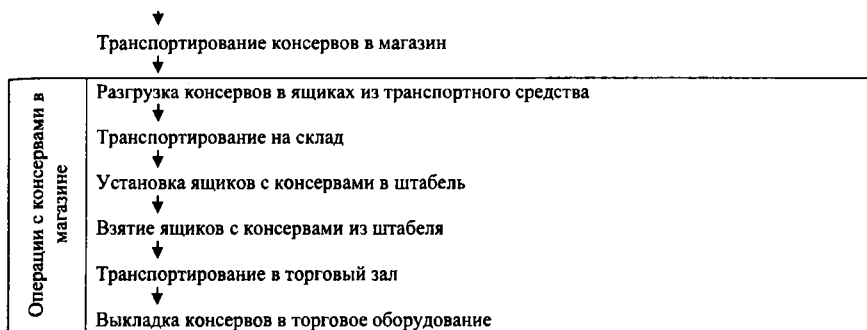 Транспортирование консервов в магазин
Операции с консервами в
магазине
Разгрузка консервов в ящиках из транспортного средства
Транспортирование на склад
Установка ящиков с консервами в штабель
Взятие ящиков с консервами из штабеля
Транспортирование в торговый зал
Выкладка консервов в торговое оборудование